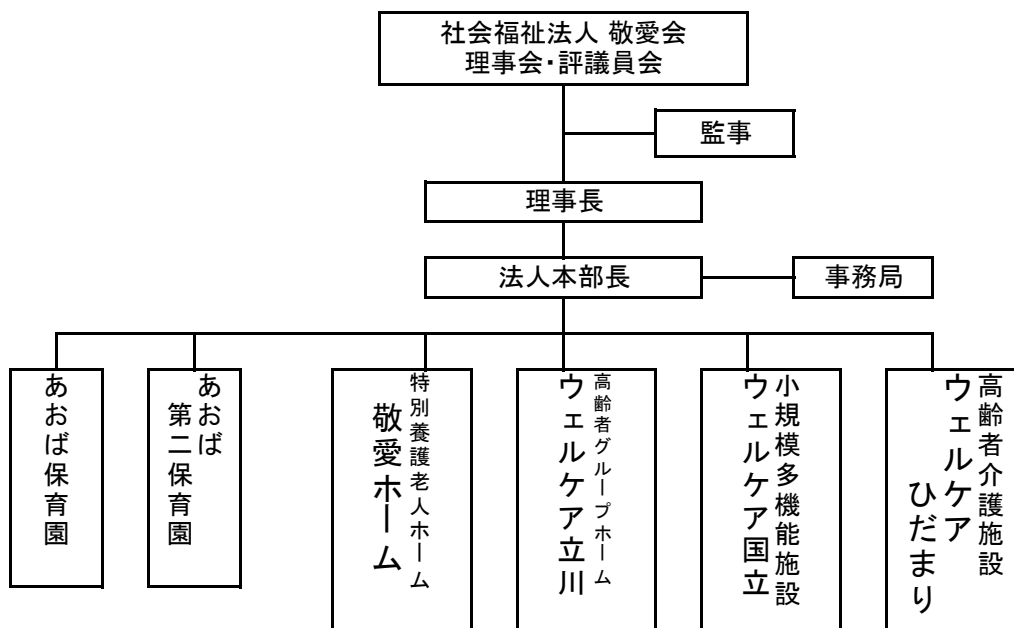 社会福祉法人 敬愛会
理事会・評議員会
監事
理事長
法人本部長
事務局
あおば保育園
あおば
第二保育園
特別養護老人ホーム
敬愛ホーム
高齢者グループホーム
ウェルケア立川
小規模多機能施設
ウェルケア国立
高齢者介護施設
ウェルケア
ひだまり